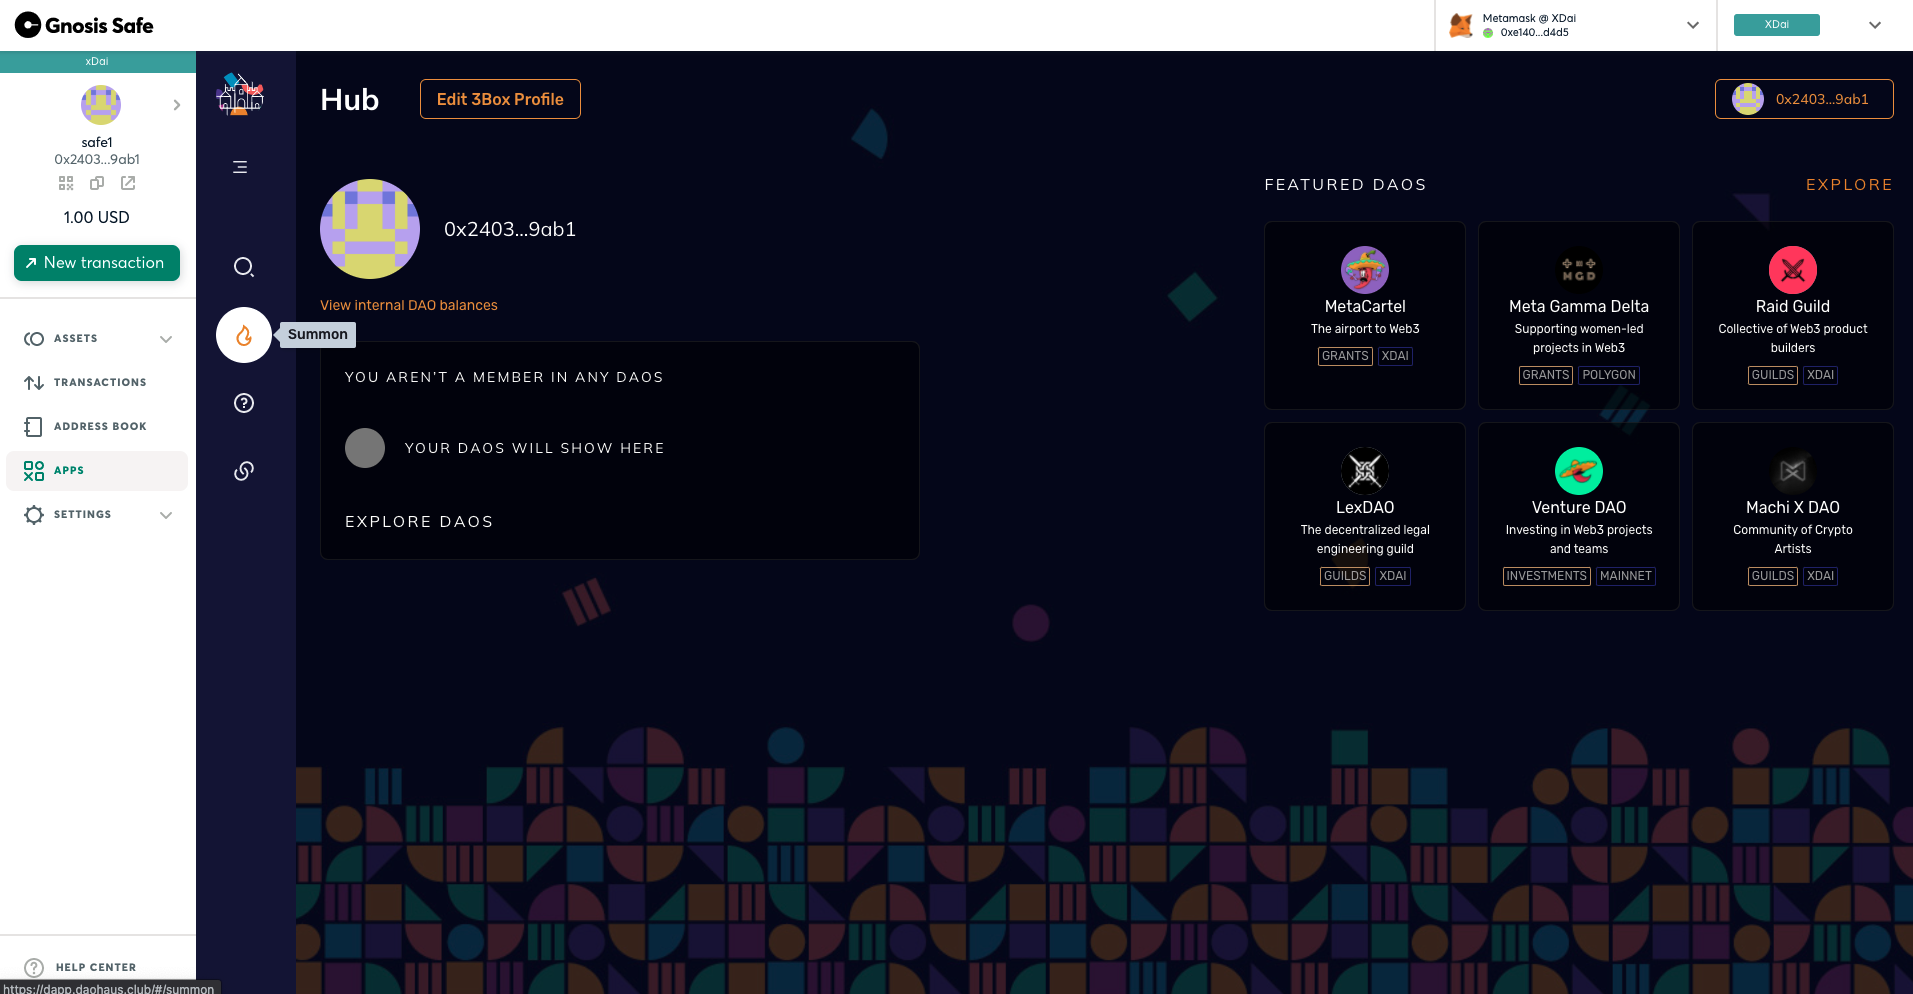 Gnosis Safe
Metamask @ XDai
0xe140...d4d5
XDai
xDai
safe1
0x2403...9ab1
1.00 USD
New transaction
ASSETS
TRANSACTIONS
ADDRESS BOOK
APPS
SETTINGS
HELP CENTER
https://dapp.daohaus.club/#/summon
Summon
Hub
Edit 3Box Profile
0x2403...9ab1
0x2403...9ab1
View internal DAO balances
YOU AREN'T A MEMBER IN ANY DAOS
YOUR DAOS WILL SHOW HERE
EXPLORE DAOS
FEATURED DAOS
EXPLORE
MetaCartel
The airport to Web3
GRANTS XDAI
MGD
Meta Gamma Delta
Supporting women-led
projects in Web3
GRANTS POLYGON
Raid Guild
Collective of Web3 product
builders
GUILDS XDAI
LexDAO
The decentralized legal
engineering guild
GUILDS XDAI
Venture DAO
Investing in Web3 projects
and teams
INVESTMENTS MAINNET
Machi X DAO
Community of Crypto
Artists
GUILDS XDAI